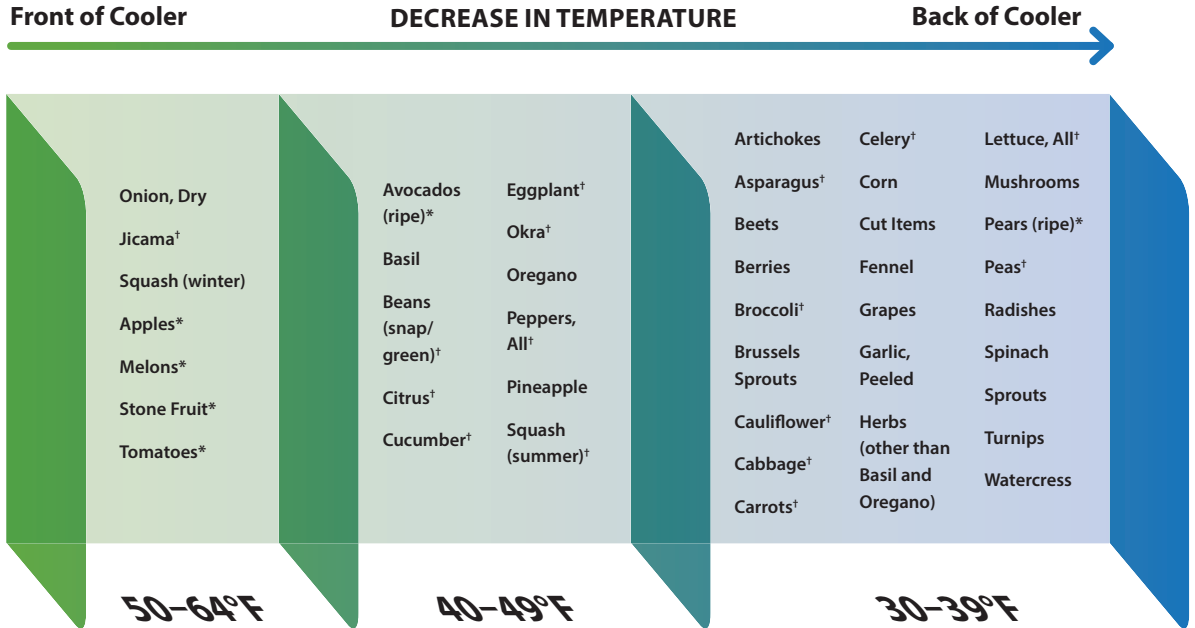 Front of Cooler
DECREASE IN TEMPERATURE
Back of Cooler
Onion, Dry
Jicama†
Squash (winter)
Apples*
Melons*
Stone Fruit*
Tomatoes*
Avocados
(ripe)*
Basil
Beans
(snap/
green)†
Citrus†
Cucumber†
Eggplant†
Okra†
Oregano
Peppers,
All†
Pineapple
Squash
(summer)†
Artichokes
Asparagus†
Beets
Berries
Broccoli†
Brussels
Sprouts
Cauliflower†
Cabbage†
Carrots†
Celery†
Corn
Cut Items
Fennel
Grapes
Garlic,
Peeled
Herbs
(other than
Basil and
Oregano)
Lettuce, All†
Mushrooms
Pears (ripe)*
Peas†
Radishes
Spinach
Sprouts
Turnips
Watercress
50–64°F
40–49°F
30–39°F